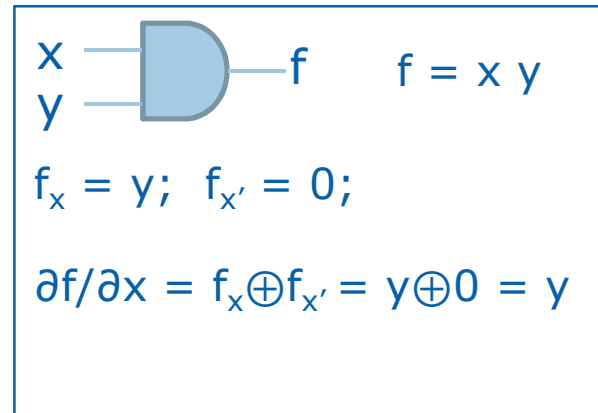 x
y
f
f = x y
fₓ = y; fₓ′ = 0;
∂f/∂x = fₓ⊕fₓ′ = y⊕0 = y